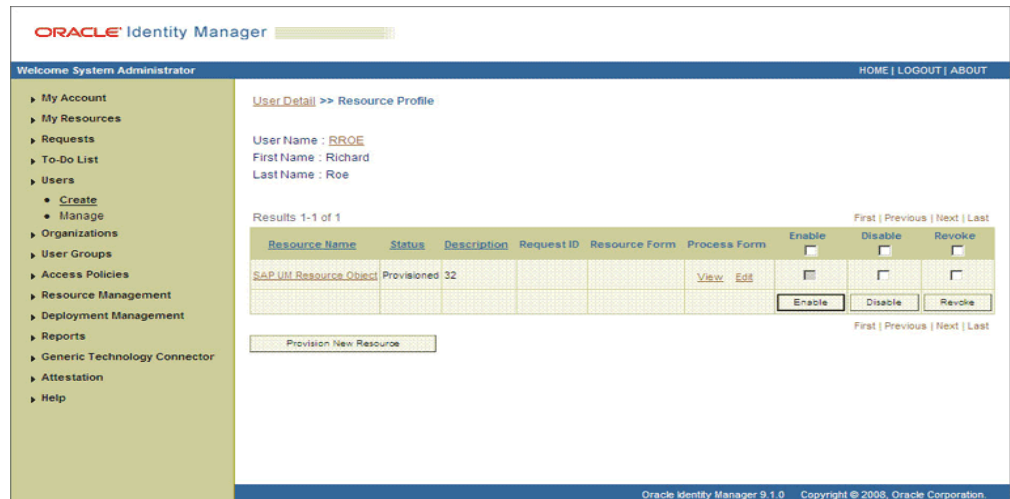 ORACLE Identity Manager
Welcome System Administrator
HOME | LOGOUT | ABOUT
My Account
My Resources
Requests
To-Do List
Users
Create
Manage
Organizations
User Groups
Access Policies
Resource Management
Deployment Management
Reports
Generic Technology Connector
Attestation
Help
User Detail >> Resource Profile
User Name : RROE
First Name : Richard
Last Name : Roe
Results 1-1 of 1
First | Previous | Next | Last
Resource Name Status Description Request ID Resource Form Process Form Enable Disable Revoke
SAP UM Resource Object Provisioned 32 View Edit
Enable Disable Revoke
First | Previous | Next | Last
Provision New Resource
Oracle Identity Manager 9.1.0 Copyright © 2008, Oracle Corporation.